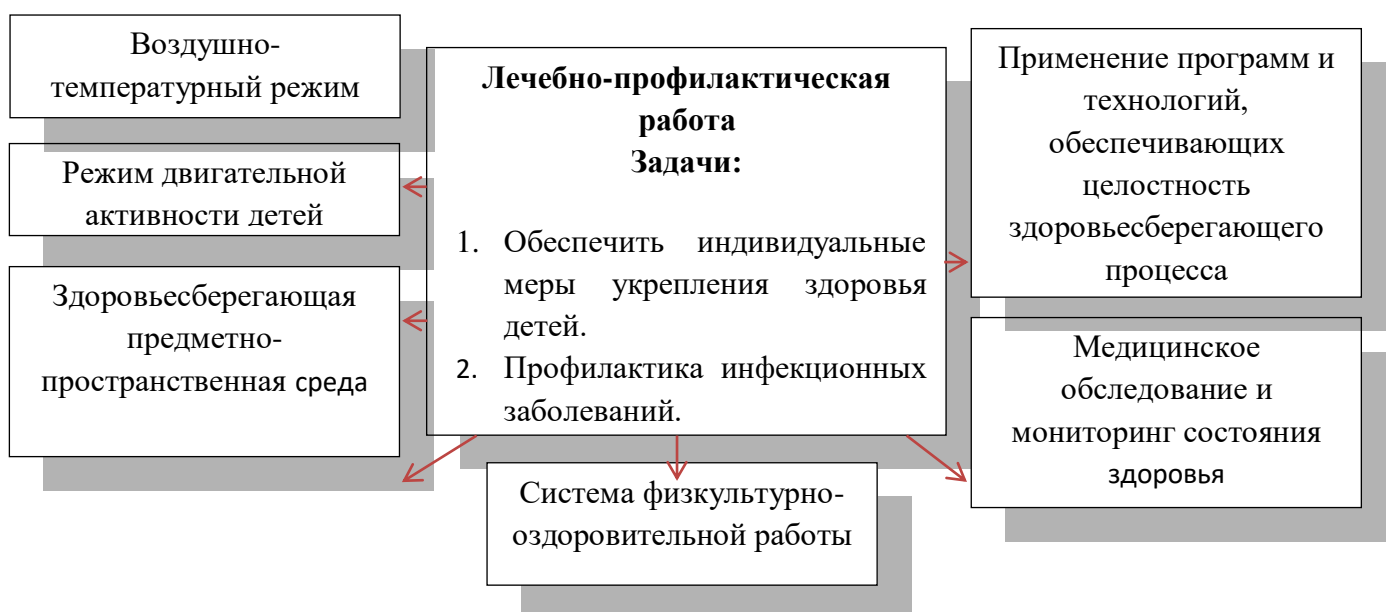 Воздушно-
температурный режим
Режим двигательной
активности детей
Здоровьесберегающая
предметно-
пространственная среда
Лечебно-профилактическая
работа
Задачи:
1. Обеспечить индивидуальные
меры укрепления здоровья
детей.
2. Профилактика инфекционных
заболеваний.
Применение программ и
технологий,
обеспечивающих
целостность
здоровьесберегающего
процесса
Медицинское
обследование и
мониторинг состояния
здоровья
Система физкультурно-
оздоровительной работы